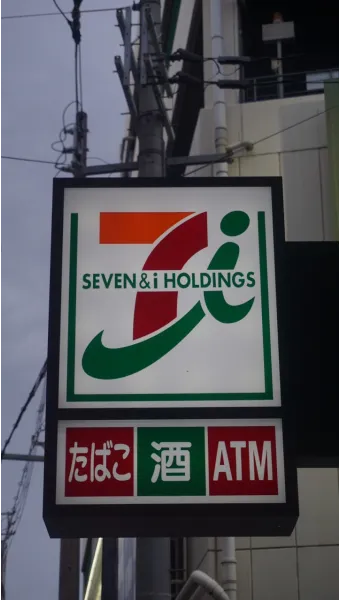 SEVEN & i HOLDINGS
たばこ 酒 ATM